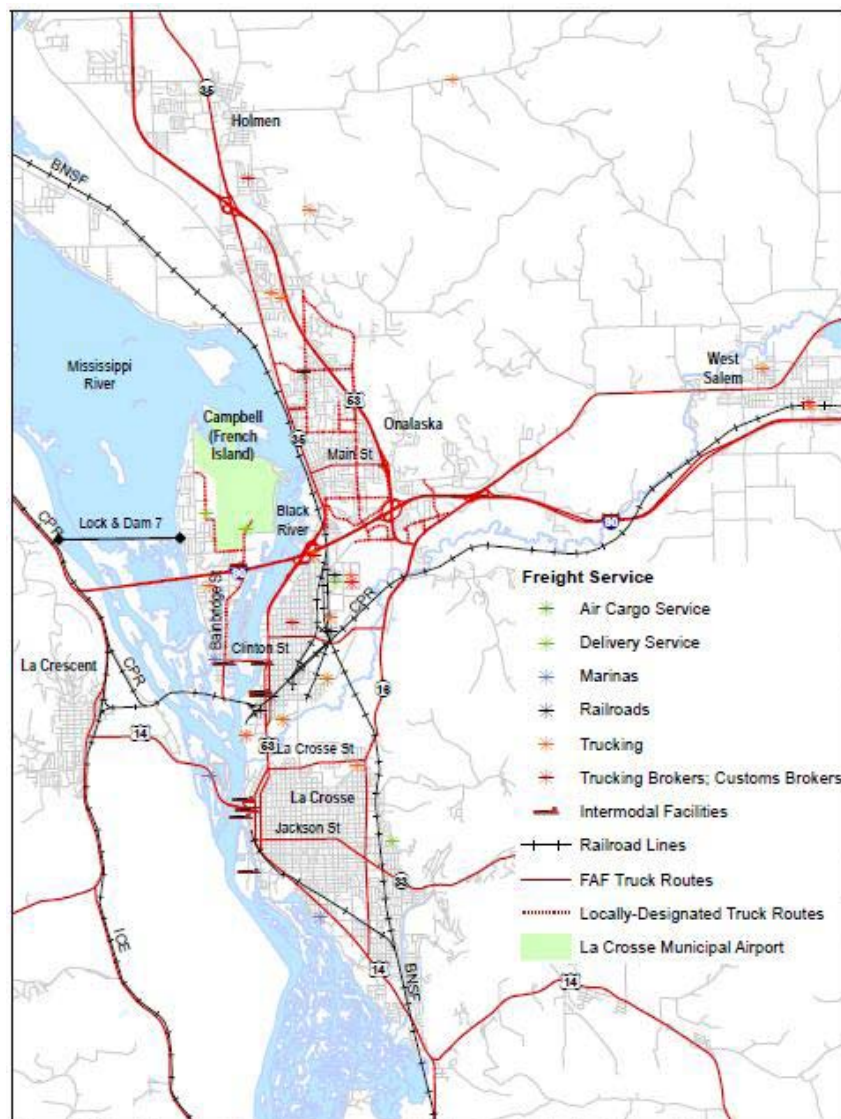 35
Holmen
BNSF
Mississippi
River
West
Salem
53
Campbell
(French
Island)
Onalaska
35
Main St
Black
River
CPR
Lock & Dam 7
90
90
Freight Service
Air Cargo Service
Delivery Service
Marinas
Railroads
Trucking
Trucking Brokers; Customs Brokers
Intermodal Facilities
Railroad Lines
FAF Truck Routes
Locally-Designated Truck Routes
La Crosse Municipal Airport
Bainbridge St
CPR
Clinton St
La Crescent
CPR
16
14
53
La Crosse St
La Crosse
Jackson St
33
ICE
14
BNSF
14